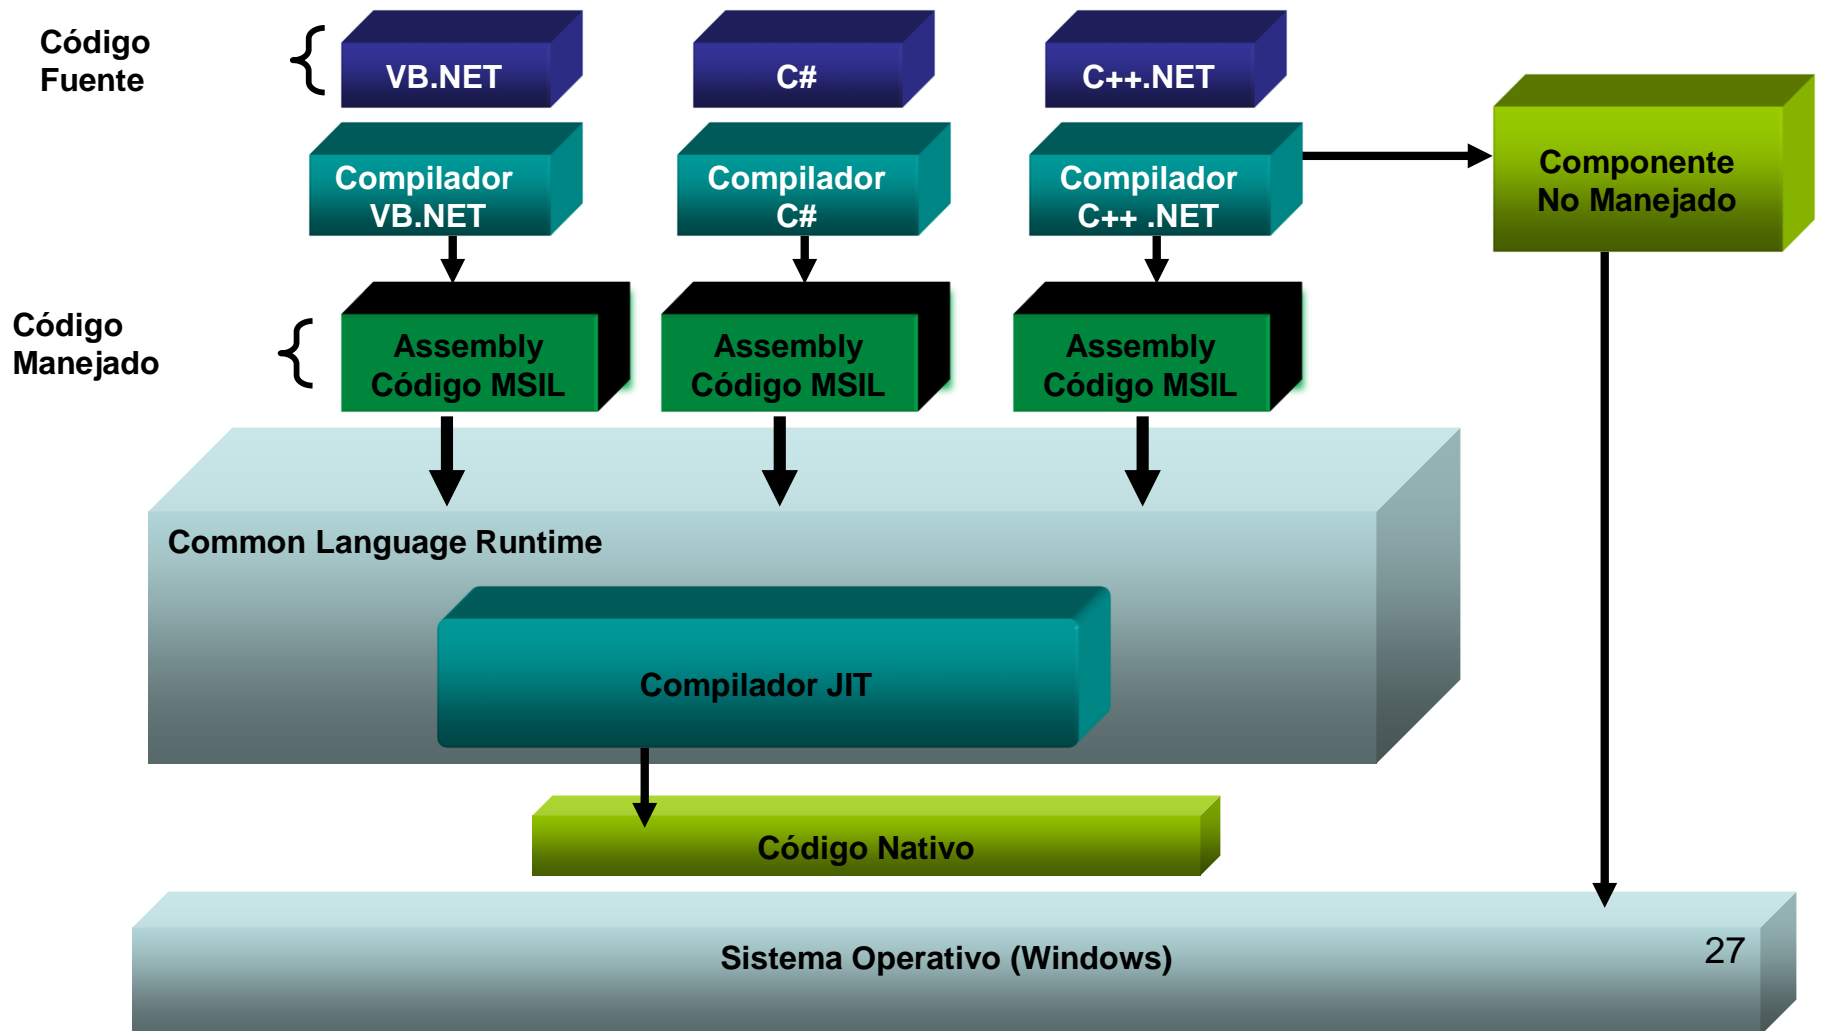 Código
Fuente
VB.NET
C#
C++.NET
Compilador
VB.NET
Compilador
C#
Compilador
C++ .NET
Componente
No Manejado
Código
Manejado
Assembly
Código MSIL
Assembly
Código MSIL
Assembly
Código MSIL
Common Language Runtime
Compilador JIT
Código Nativo
Sistema Operativo (Windows)
27